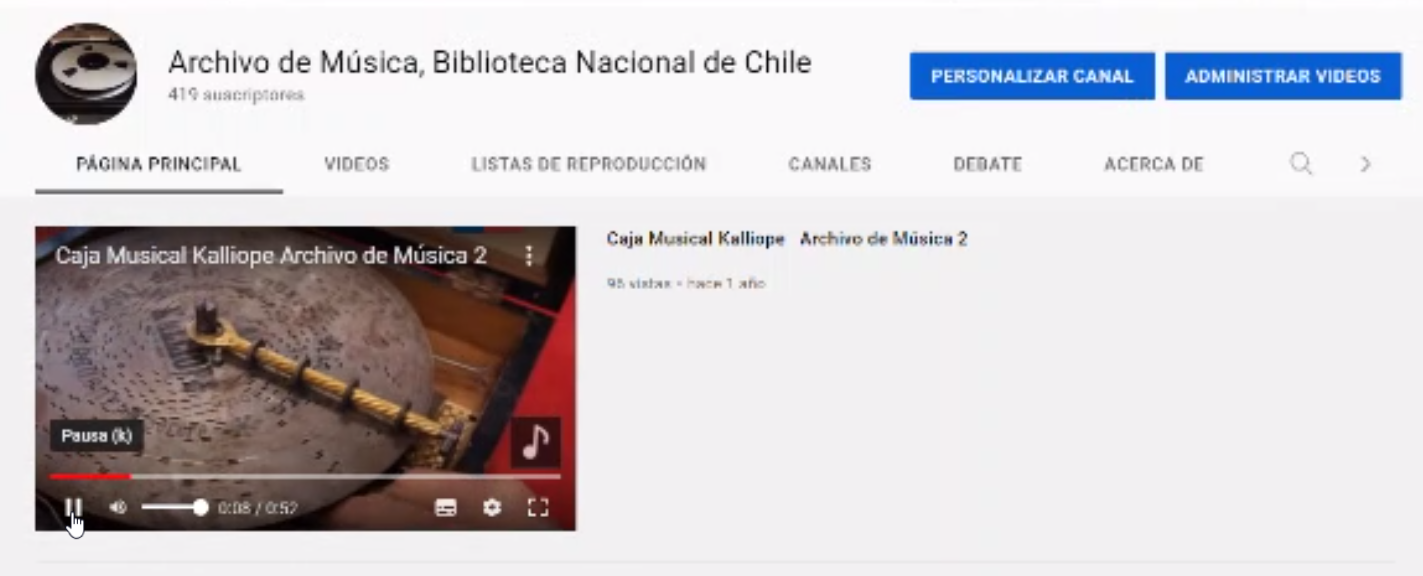 Archivo de Música, Biblioteca Nacional de Chile
419 suscriptores
PERSONALIZAR CANAL
ADMINISTRAR VIDEOS
PÁGINA PRINCIPAL
VIDEOS
LISTAS DE REPRODUCCIÓN
CANALES
DEBATE
ACERCA DE
Caja Musical Kalliope Archivo de Música 2
Pausa (k)
0:08 / 0:52
Caja Musical Kalliope Archivo de Música 2
vistas • hace 1 año